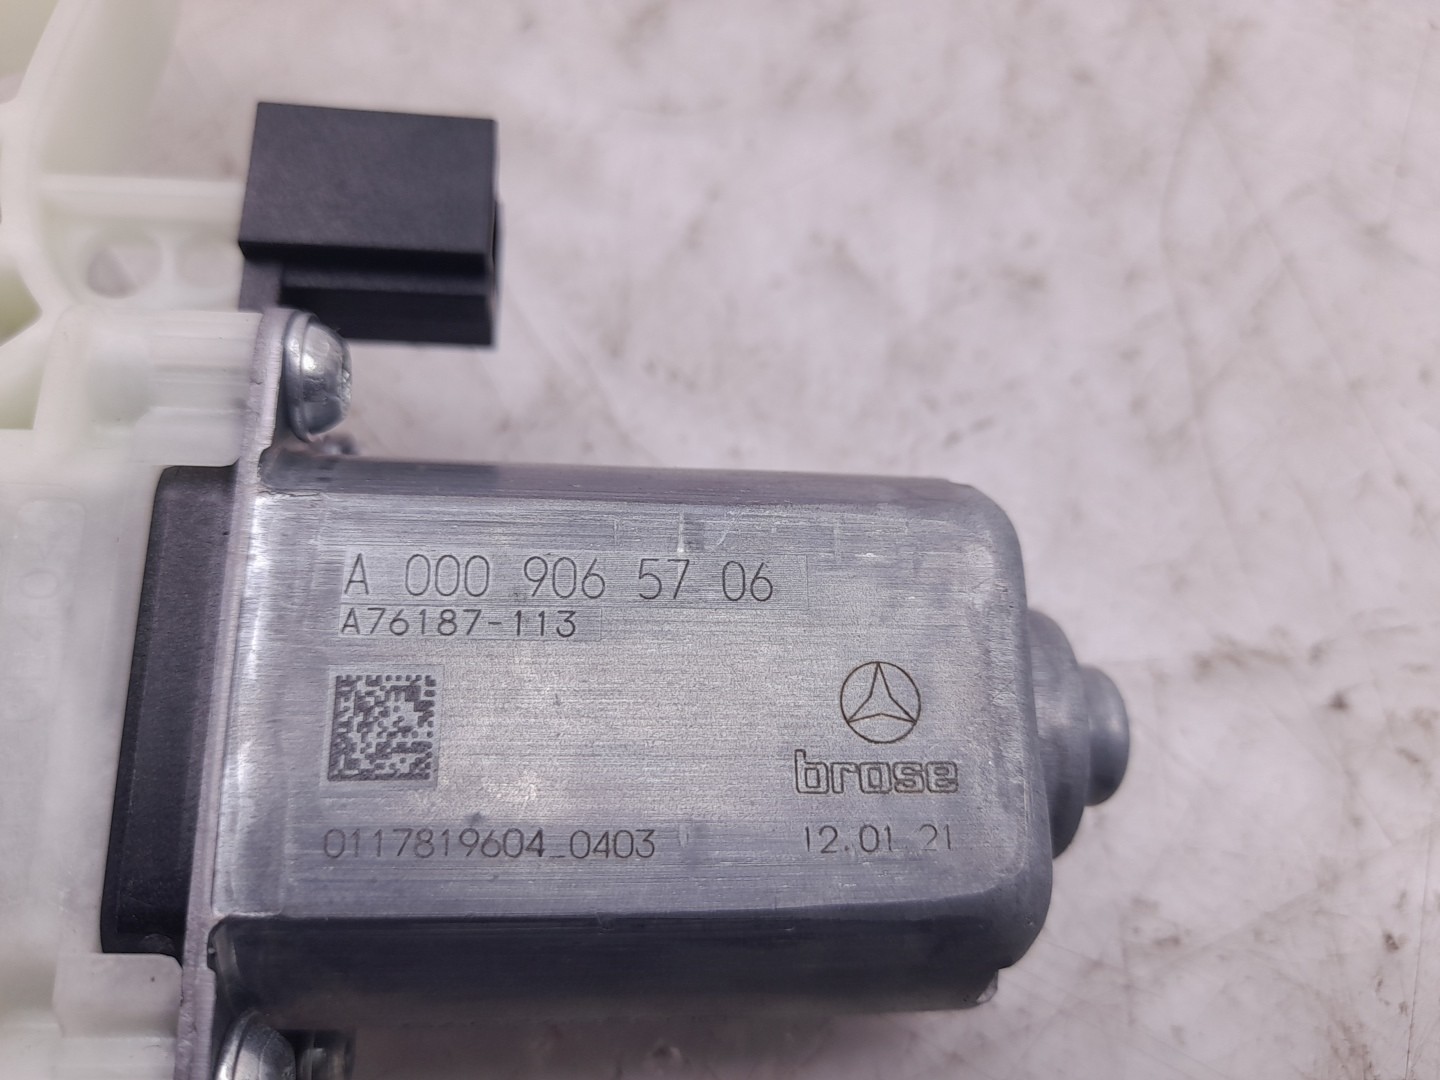 A 000 906 57 06
A76187-113
brose
0117819604_0403
12.01.21